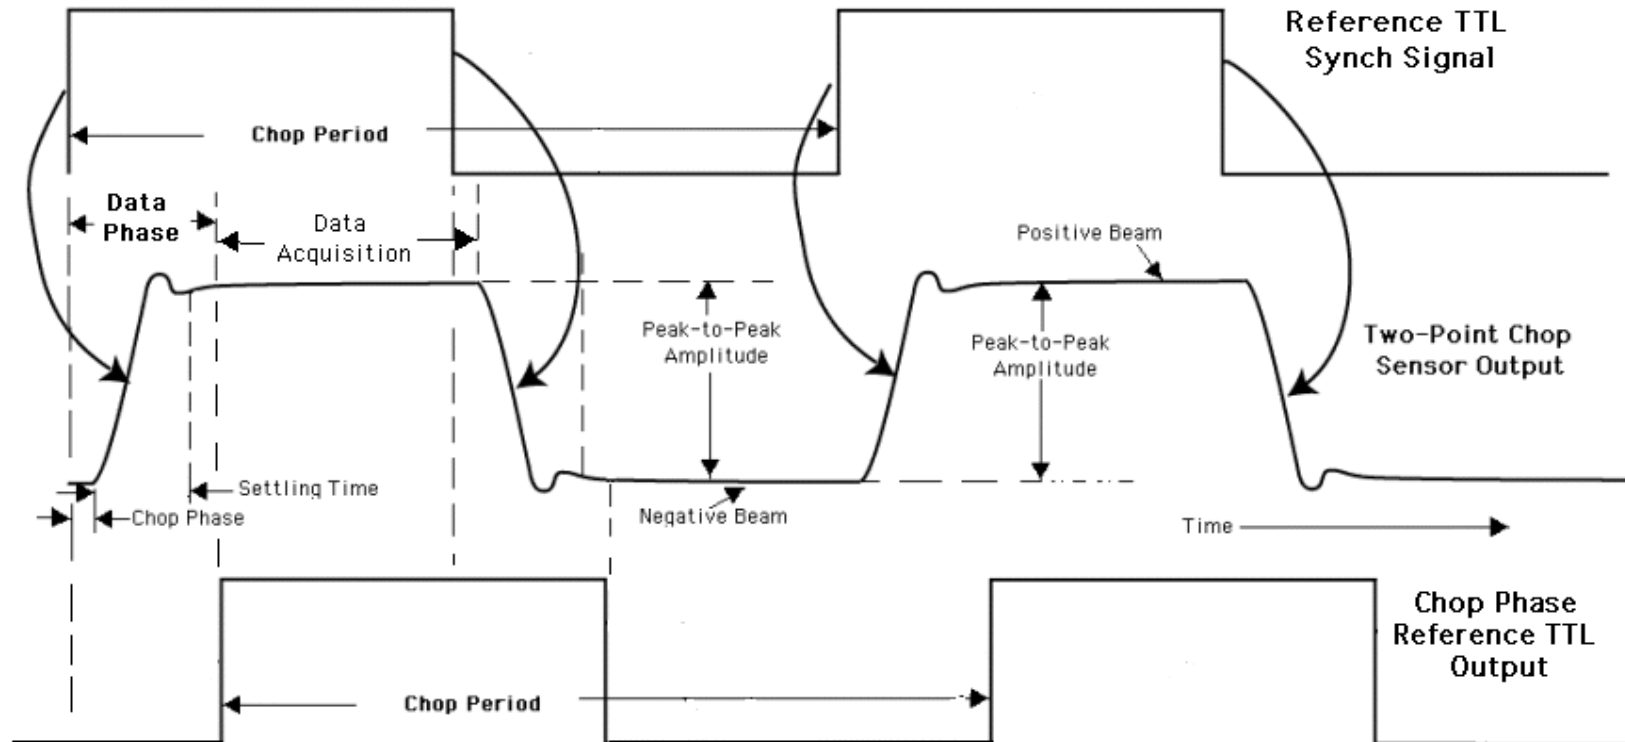 Reference TTL
Synch Signal
Chop Period
Data
Phase
Data
Acquisition
Positive Beam
Peak-to-Peak
Amplitude
Peak-to-Peak
Amplitude
Two-Point Chop
Sensor Output
Settling Time
Chop Phase
Negative Beam
Time
Chop Phase
Reference TTL
Output
Chop Period